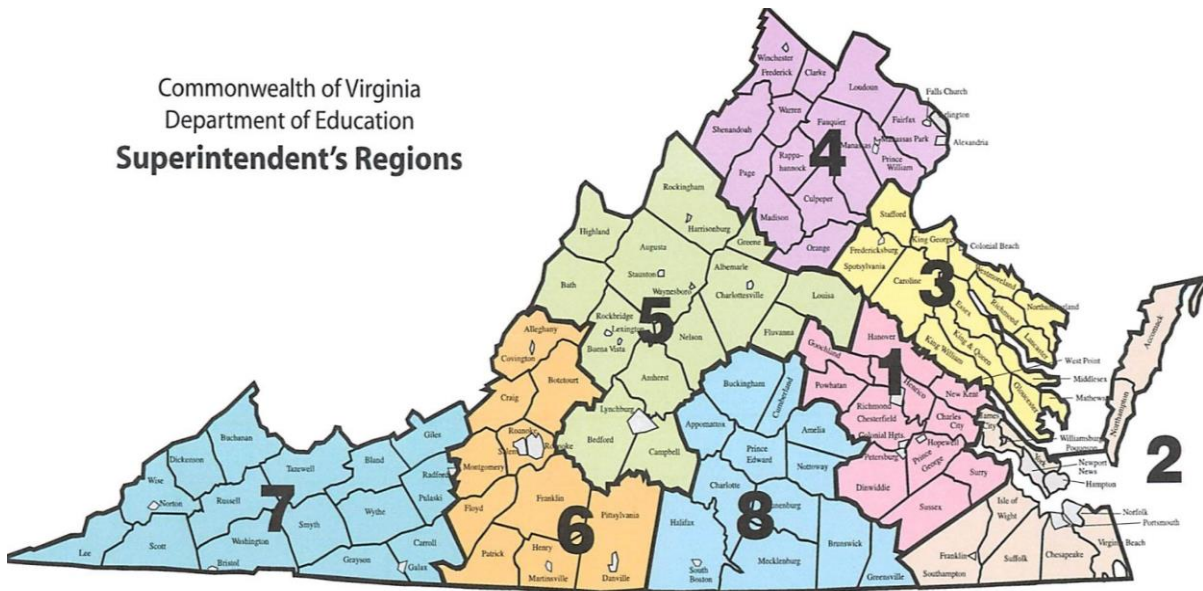 Commonwealth of Virginia
Department of Education
Superintendent's Regions
Winchester
Frederick
Clarke
Loudoun
Falls Church
Arlington
Alexandria
Fairfax
Warren
Fauquier
Shenandoah
Manassas
Manassas Park
Prince
William
4
Rappa-
hannock
Page
Culpeper
Madison
Orange
Rockingham
Harrisonburg
Greene
Highland
Augusta
Staunton
Waynesboro
Albemarle
Charlottesville
Louisa
Bath
Rockbridge
Lexington
5
Buena Vista
Nelson
Fluvanna
Amherst
Lynchburg
Bedford
Campbell
Stafford
King George
Colonial Beach
Fredericksburg
Spotsylvania
Caroline
3
Westmoreland
Northumberland
Essex
Richmond
Lancaster
King & Queen
King William
West Point
Middlesex
Mathews
Gloucester
Hanover
Goochland
1
Powhatan
Henrico
New Kent
Richmond
Chesterfield
Charles
City
Colonial Hgts.
Hopewell
Petersburg
Prince
George
Dinwiddie
Surry
Sussex
James
City
Williamsburg
Poquoson
York
Newport
News
Hampton
Accomack
Northampton
2
Norfolk
Portsmouth
Isle of
Wight
Virginia Beach
Chesapeake
Suffolk
Franklin
Southampton
Alleghany
Covington
Botetourt
Craig
Roanoke
Salem
Roanoke
Montgomery
Franklin
Floyd
6
Pittsylvania
Patrick
Henry
Martinsville
Danville
Buckingham
Cumberland
Appomattox
Amelia
Prince
Edward
Nottoway
Charlotte
8
Halifax
South
Boston
Mecklenburg
Brunswick
Greensville
Giles
Buchanan
Dickenson
Tazewell
Bland
Radford
Wise
Norton
Russell
7
Pulaski
Wythe
Smyth
Washington
Carroll
Lee
Scott
Bristol
Grayson
Galax